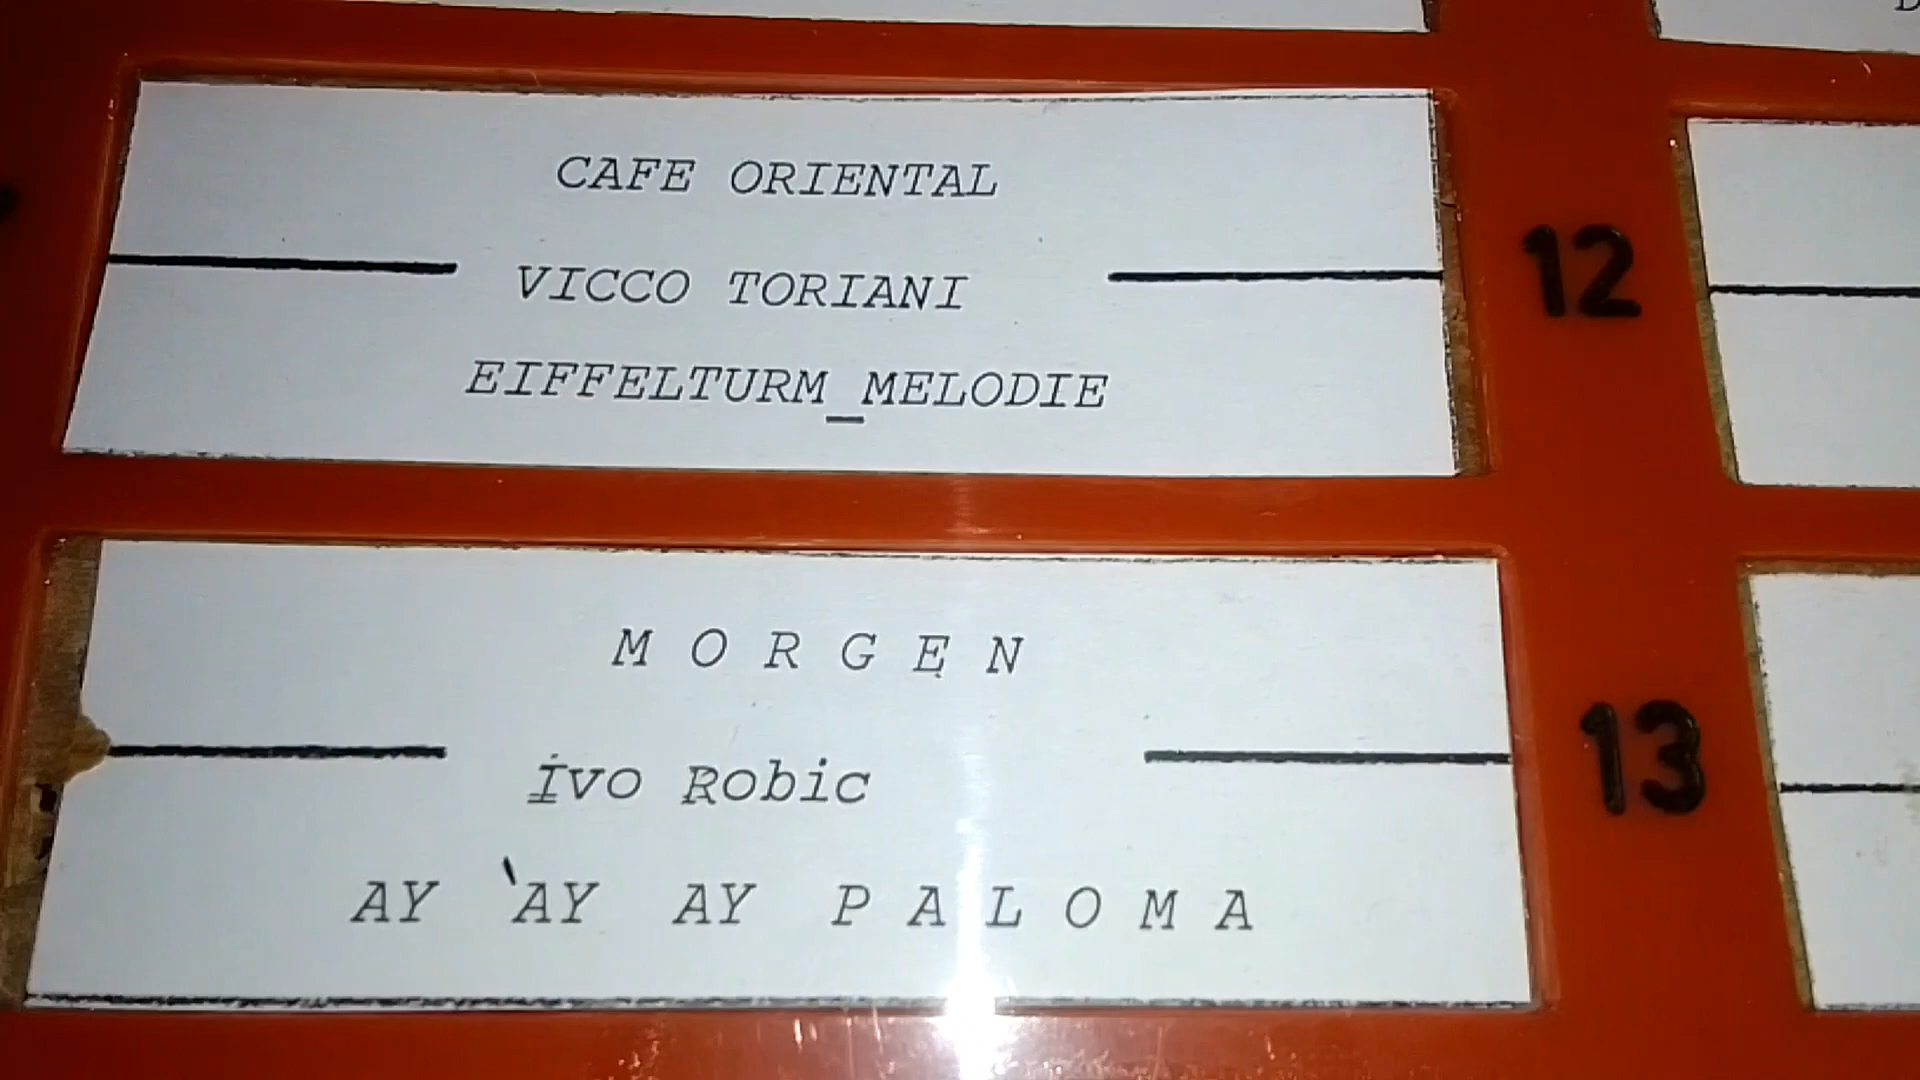 CAFE ORIENTAL
VICCO TORIANI
EIFFELTURM_MELODIE
12
M O R G E N
Ivo Robic
AY AY AY P A L O M A
13